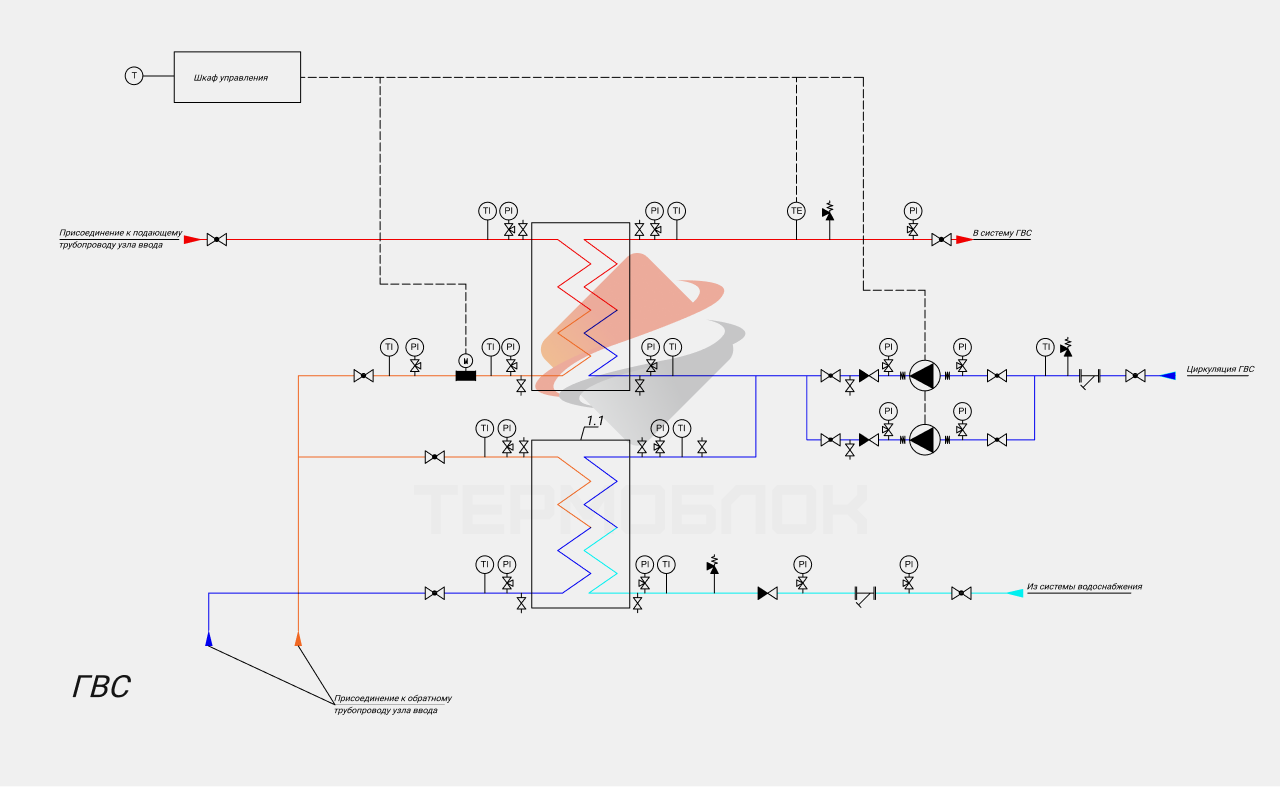 T
Шкаф управления
TI
PI
PI
TI
TE
PI
Присоединение к подающему
трубопроводу узла ввода
В систему ГВС
TI
PI
M
TI
PI
PI
TI
PI
PI
TI
Циркуляция ГВС
PI
PI
1.1
TI
PI
PI
TI
ТЕРМОБЛОК
TI
PI
PI
TI
PI
PI
Из системы водоснабжения
ГВС
Присоединение к обратному
трубопроводу узла ввода